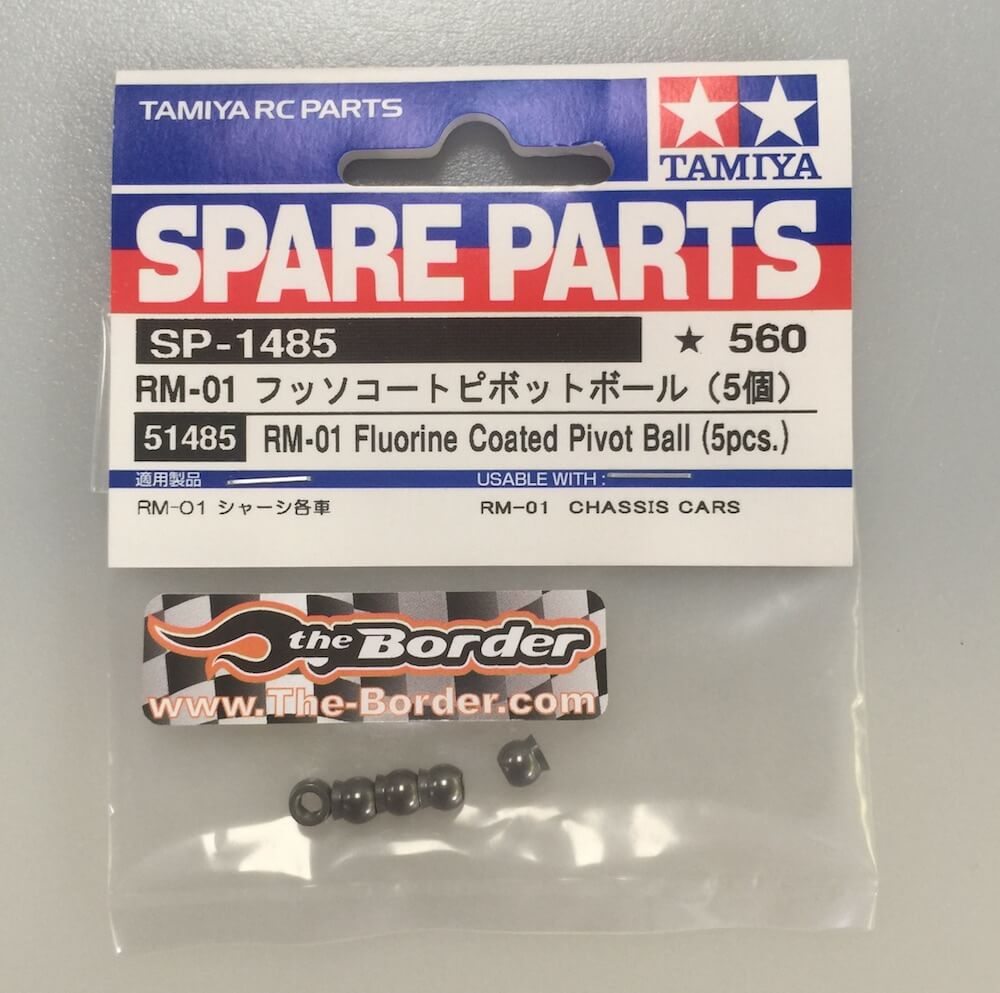 TAMIYA RC PARTS
TAMIYA
SPARE PARTS
SP-1485 ★ 560
RM-01 フッソコートピボットボール（5個）
51485 RM-01 Fluorine Coated Pivot Ball (5pcs.)
適用製品 USABLE WITH :
RM-01 シャーシ各車 RM-01 CHASSIS CARS
the Border
www.The-Border.com